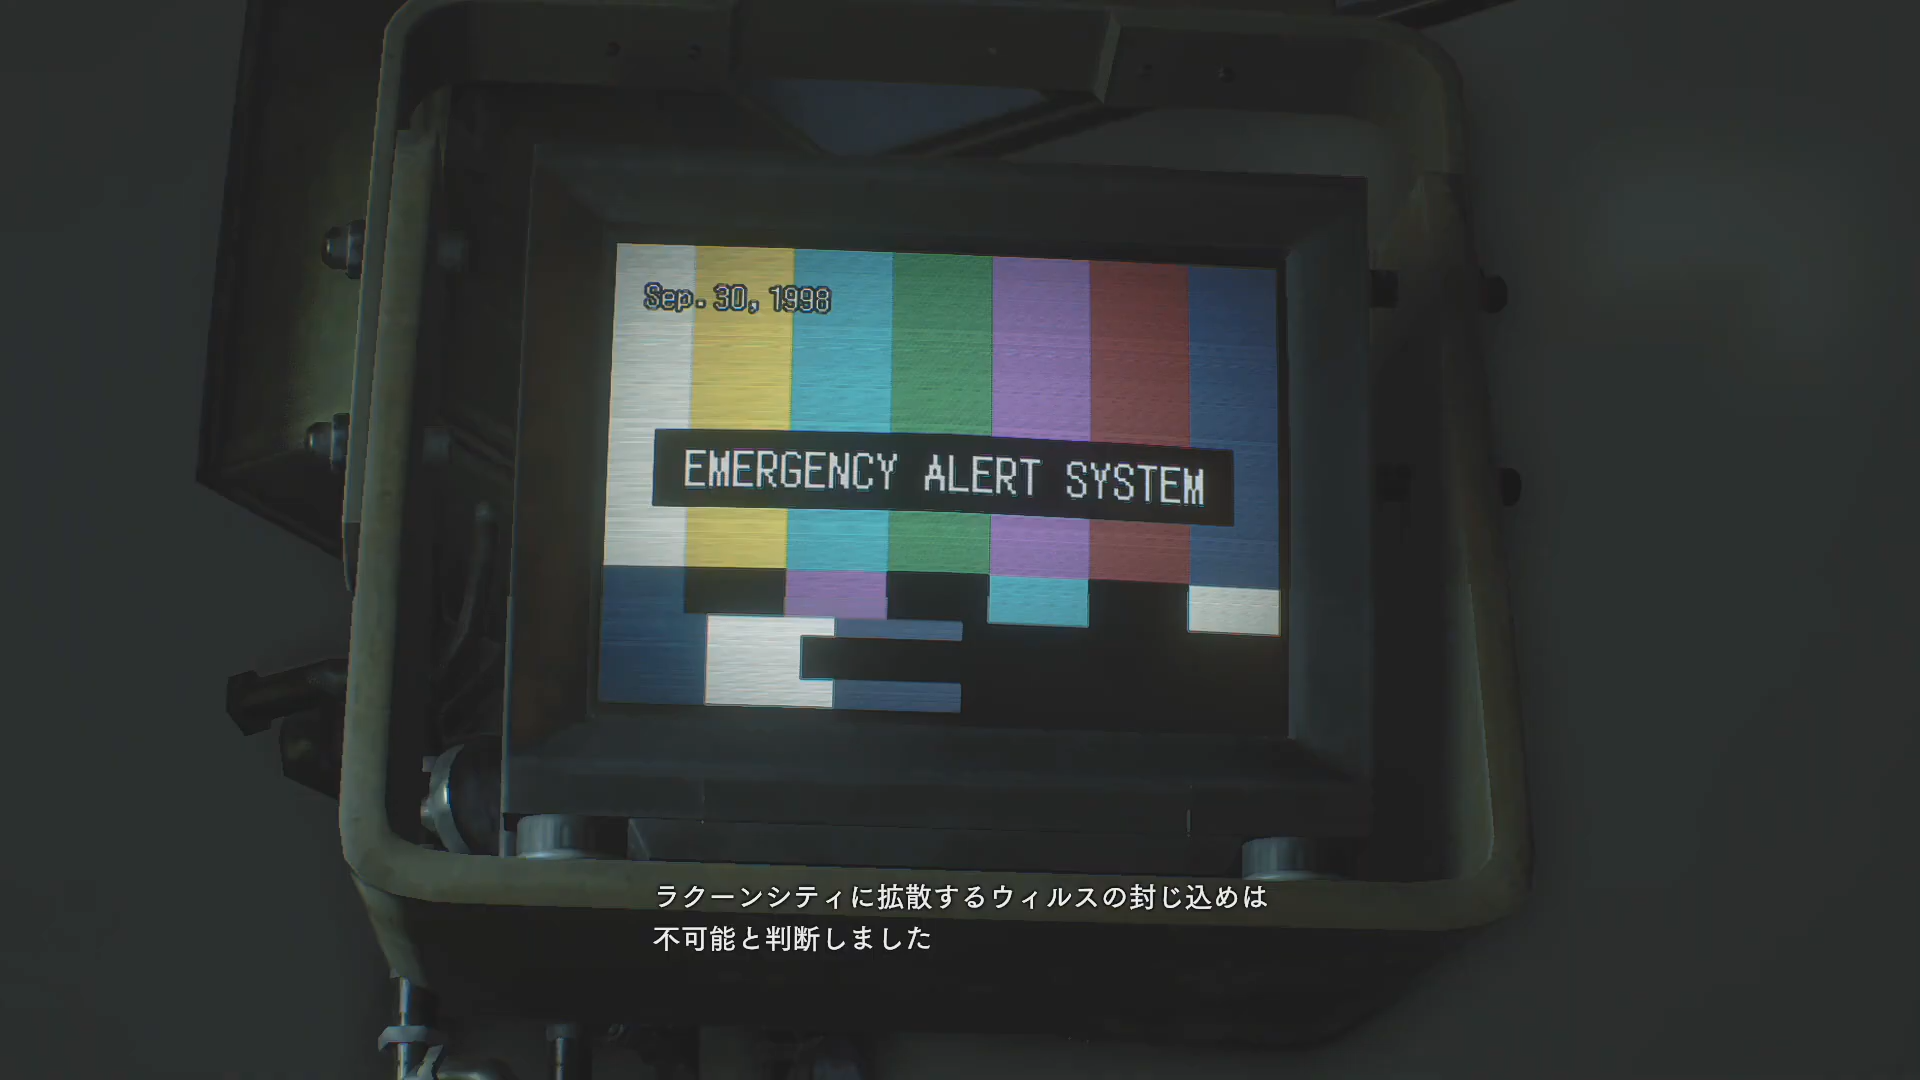 Sep. 30, 1998
EMERGENCY ALERT SYSTEM
ラクーンシティに拡散するウィルスの封じ込めは
不可能と判断しました